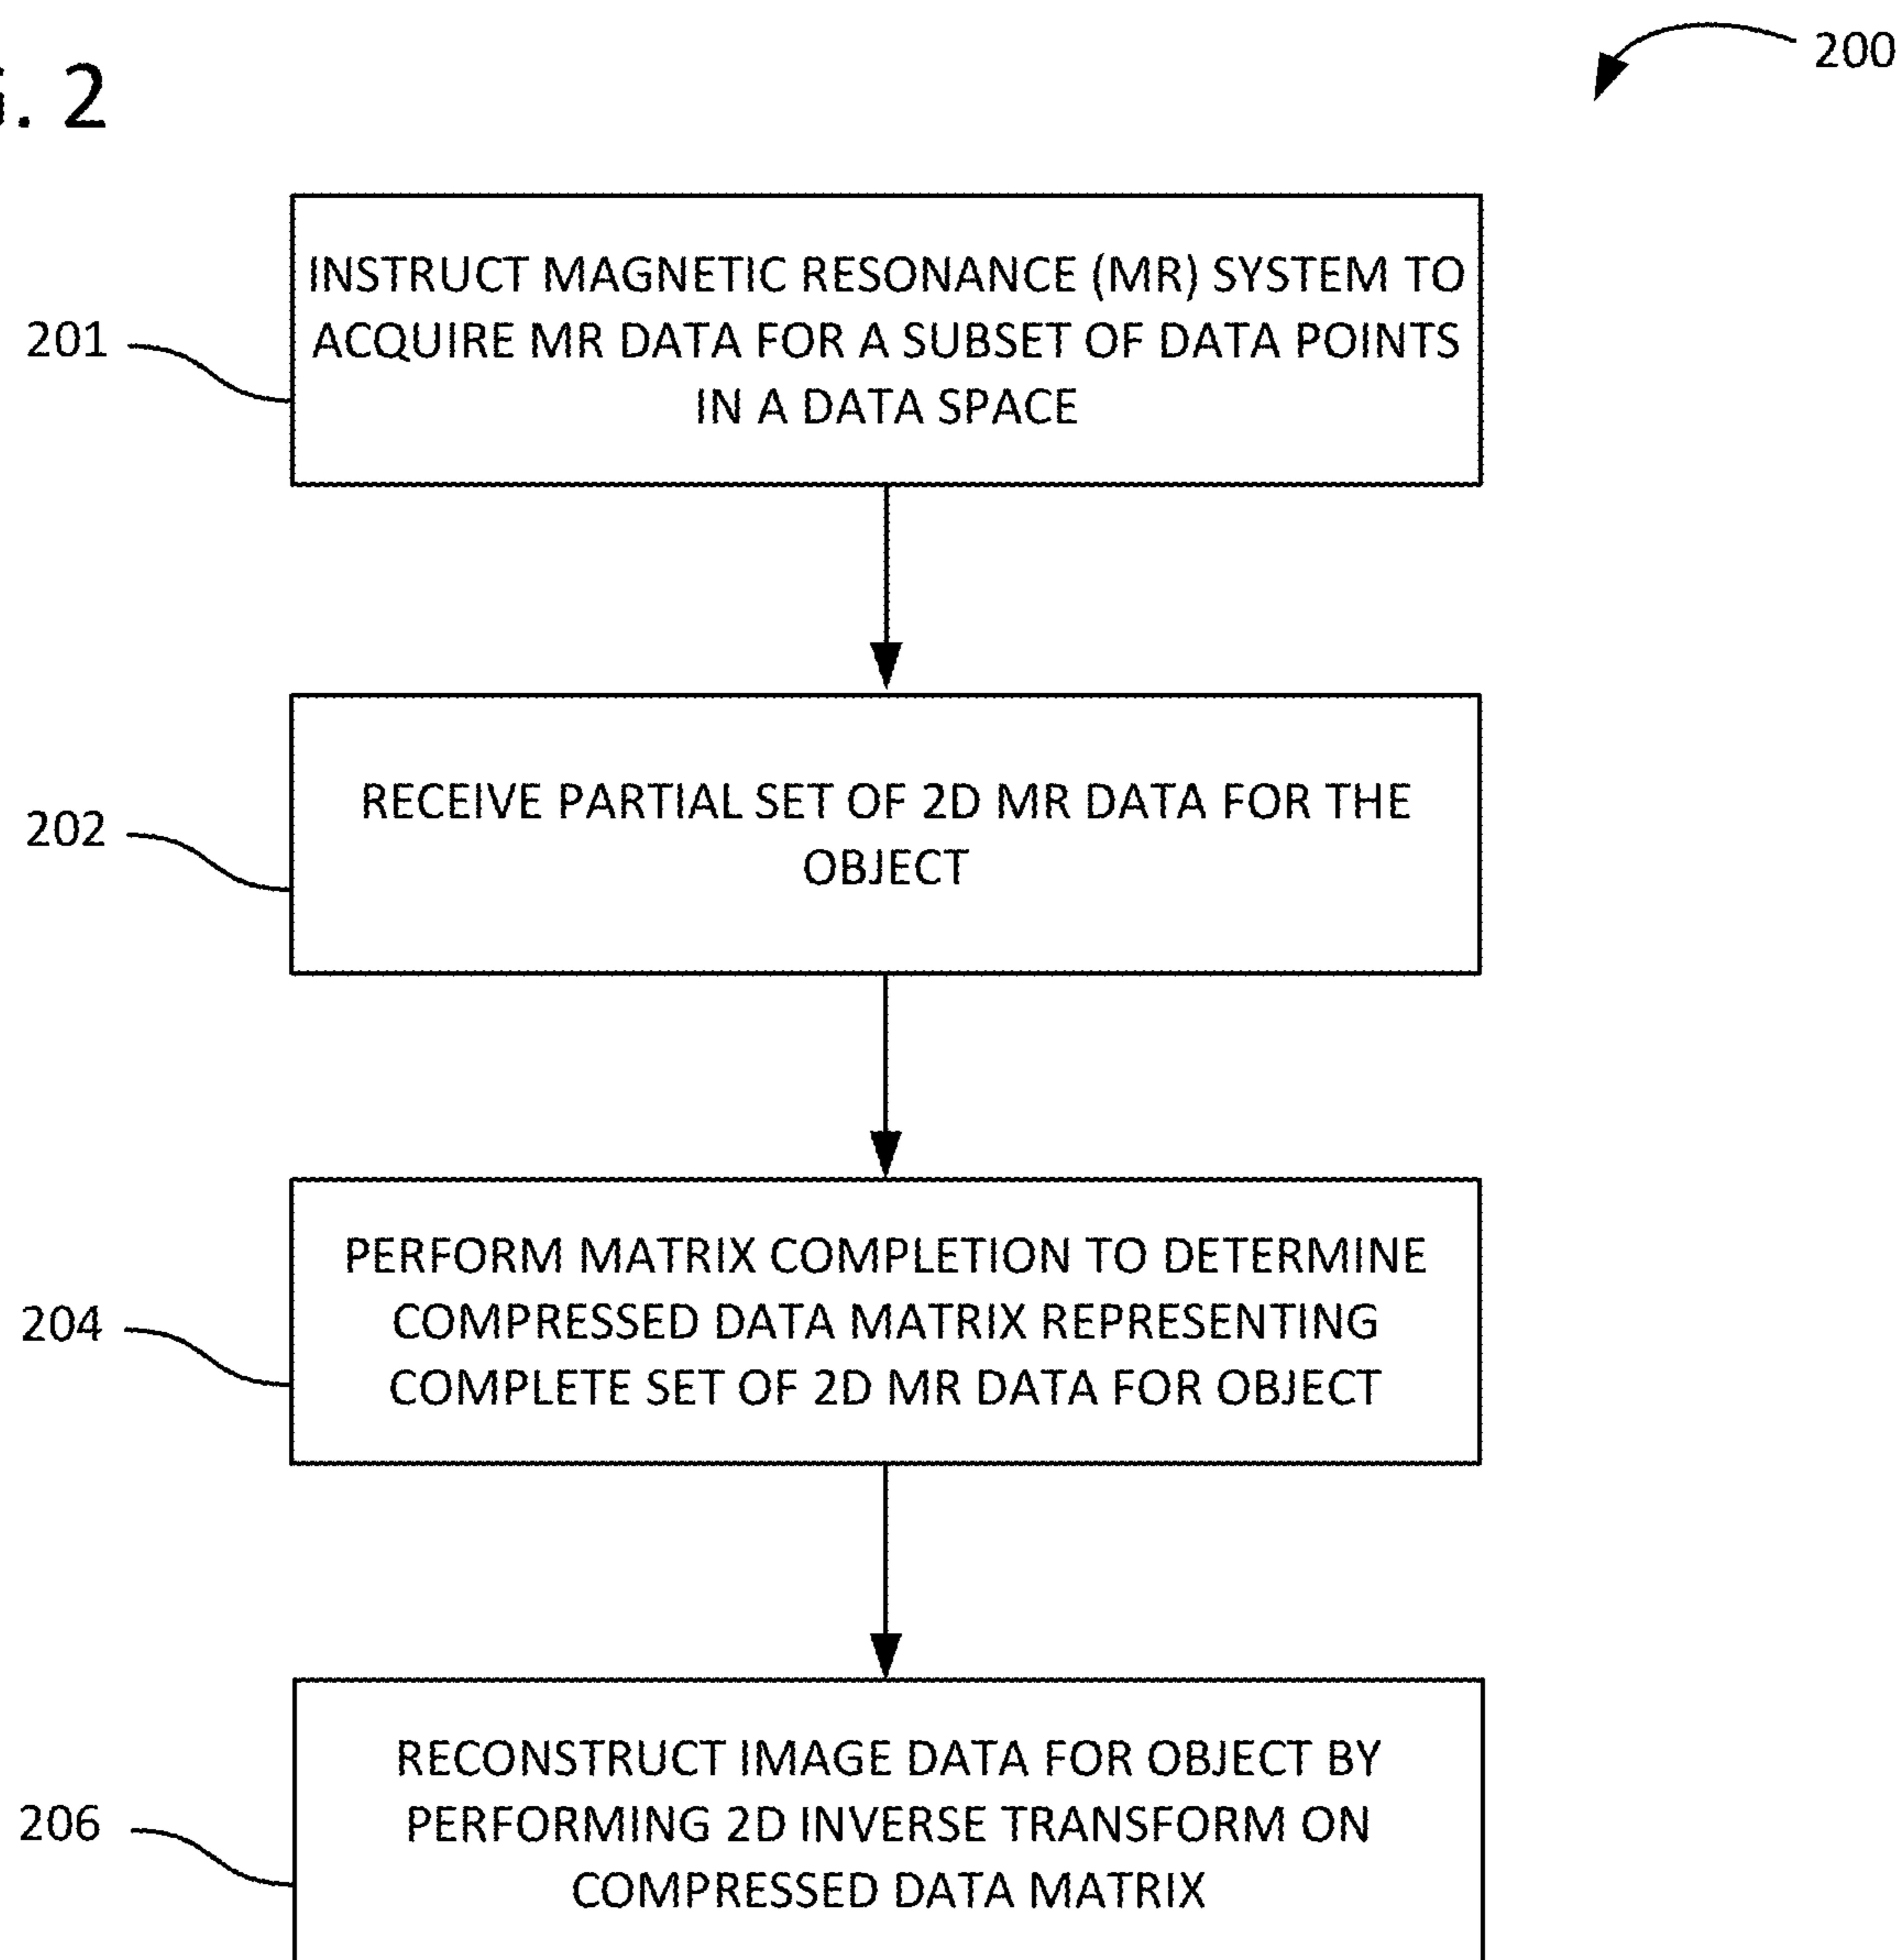 . 2
200
INSTRUCT MAGNETIC RESONANCE (MR) SYSTEM TO
ACQUIRE MR DATA FOR A SUBSET OF DATA POINTS
IN A DATA SPACE
201
RECEIVE PARTIAL SET OF 2D MR DATA FOR THE
OBJECT
202
PERFORM MATRIX COMPLETION TO DETERMINE
COMPRESSED DATA MATRIX REPRESENTING
COMPLETE SET OF 2D MR DATA FOR OBJECT
204
RECONSTRUCT IMAGE DATA FOR OBJECT BY
PERFORMING 2D INVERSE TRANSFORM ON
COMPRESSED DATA MATRIX
206